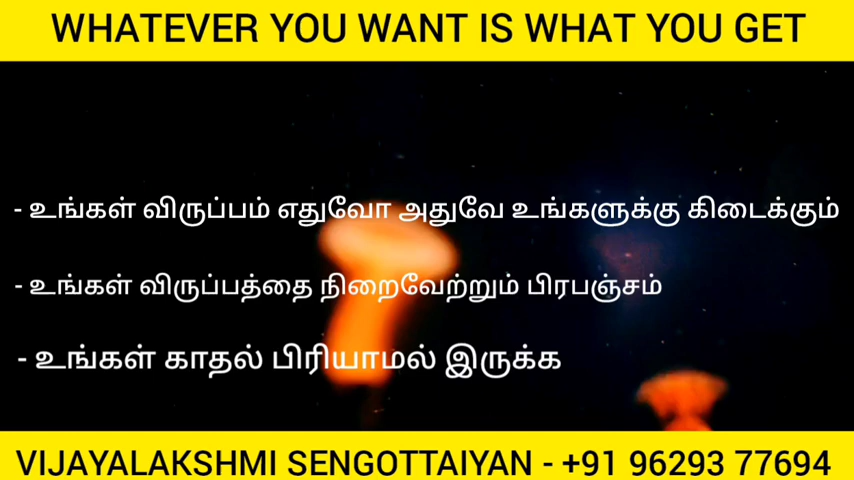 WHATEVER YOU WANT IS WHAT YOU GET
- உங்கள் விருப்பம் எதுவோ அதுவே உங்களுக்கு கிடைக்கும்
- உங்கள் விருப்பத்தை நிறைவேற்றும் பிரபஞ்சம்
- உங்கள் காதல் பிரியாமல் இருக்க
VIJAYALAKSHMI SENGOTTAIYAN - +91 96293 77694